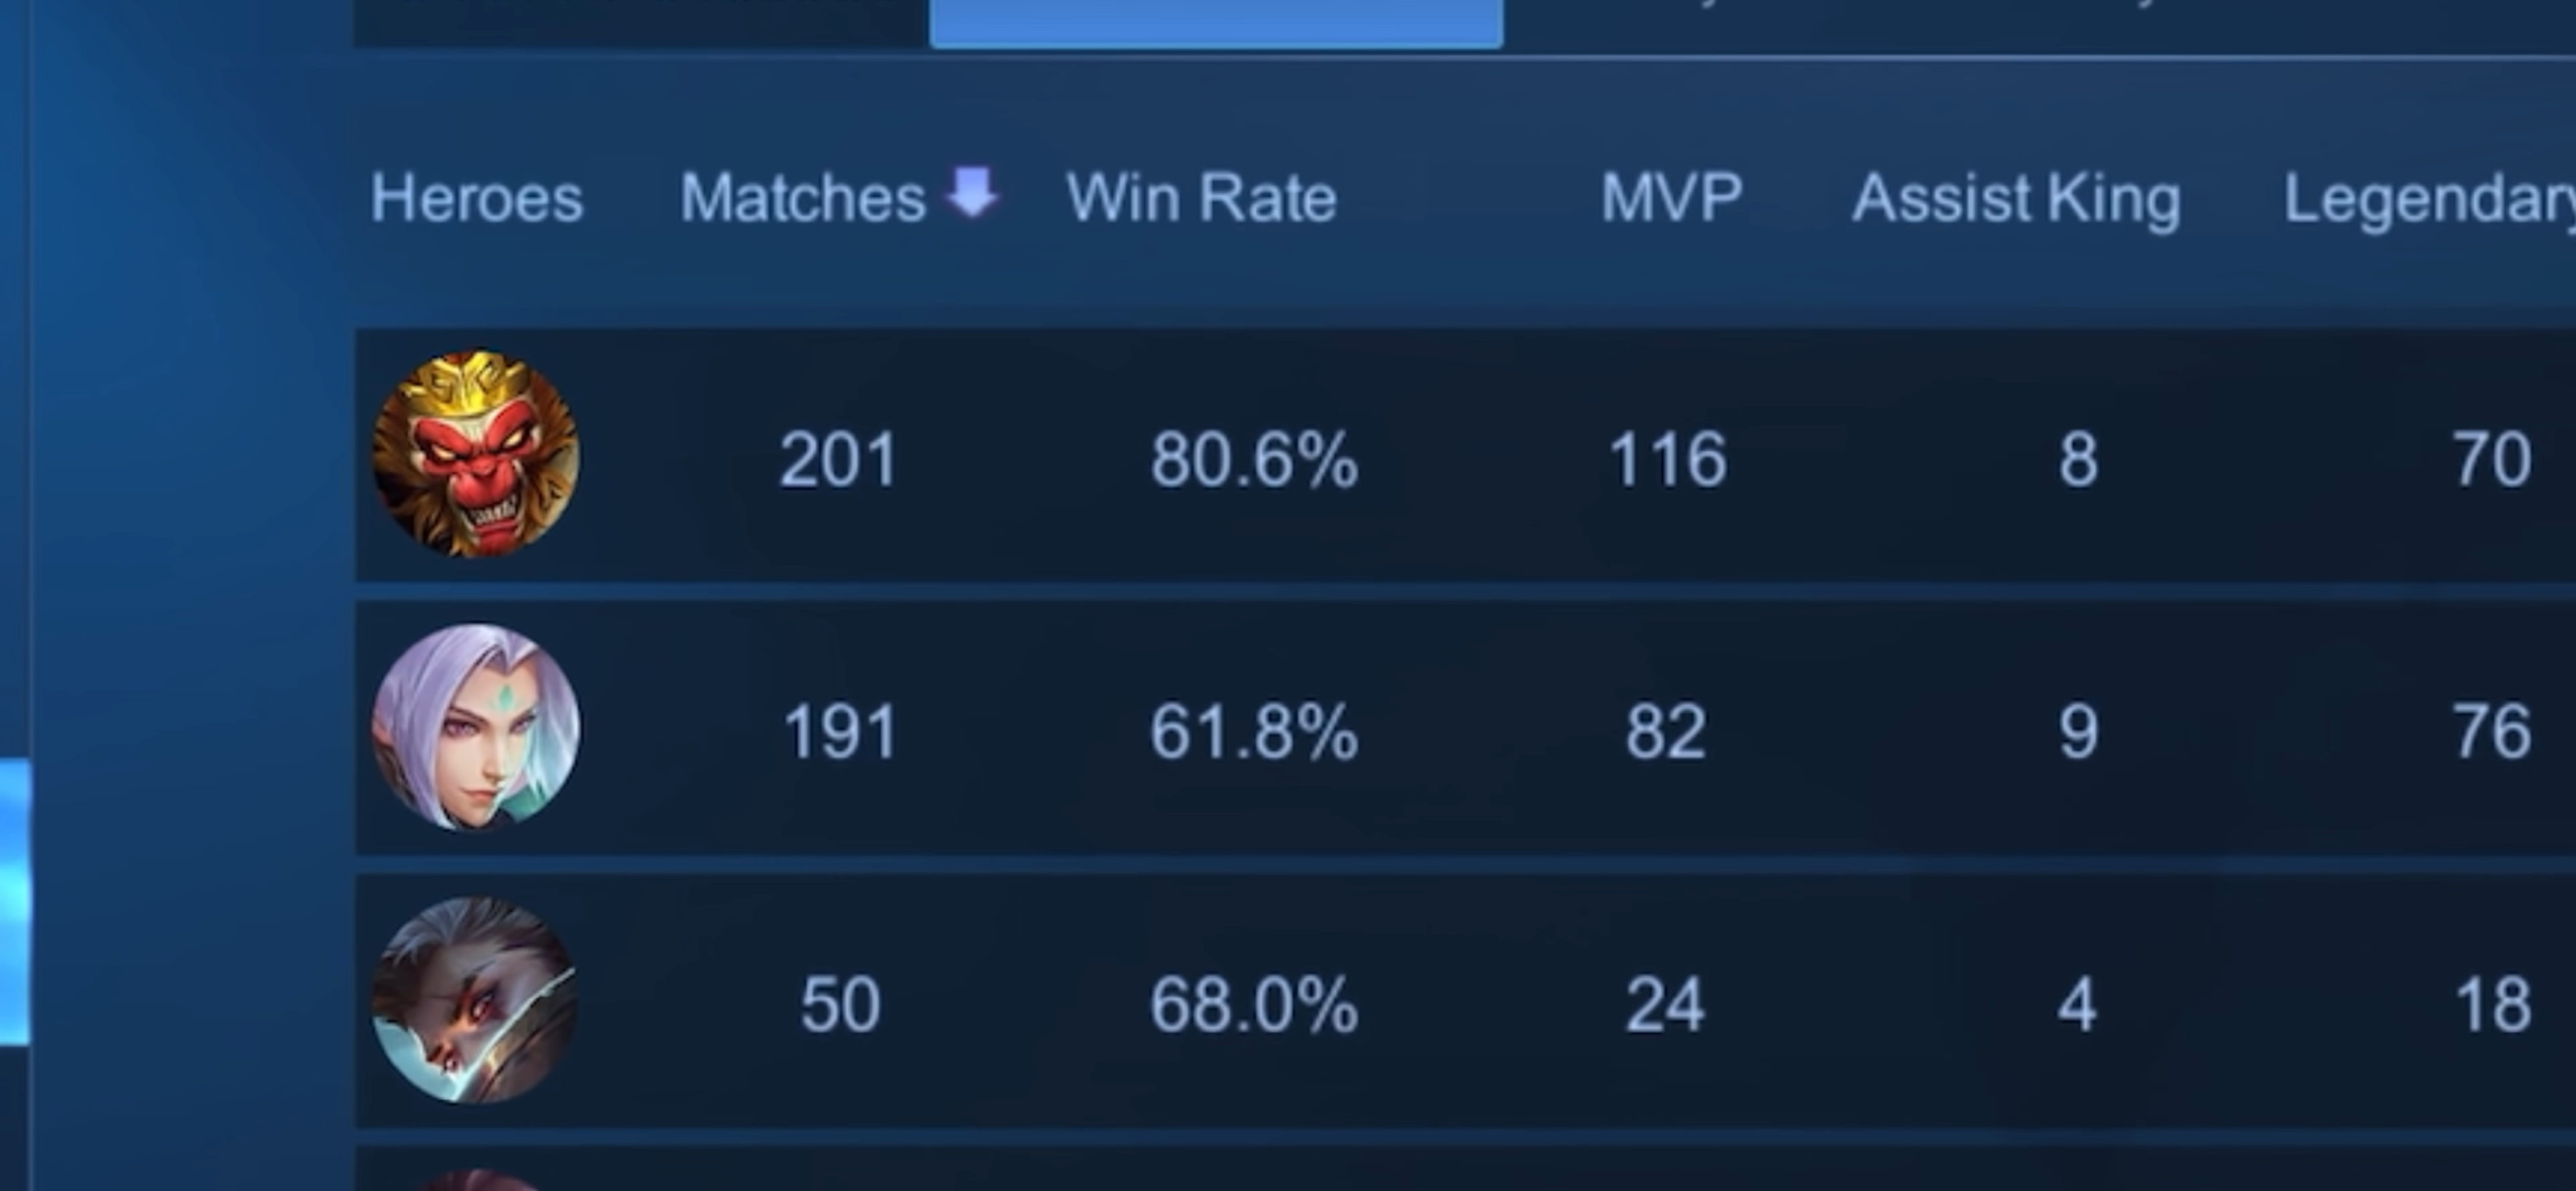 Heroes Matches Win Rate MVP Assist King Legendary
201 80.6% 116 8 70
191 61.8% 82 9 76
50 68.0% 24 4 18